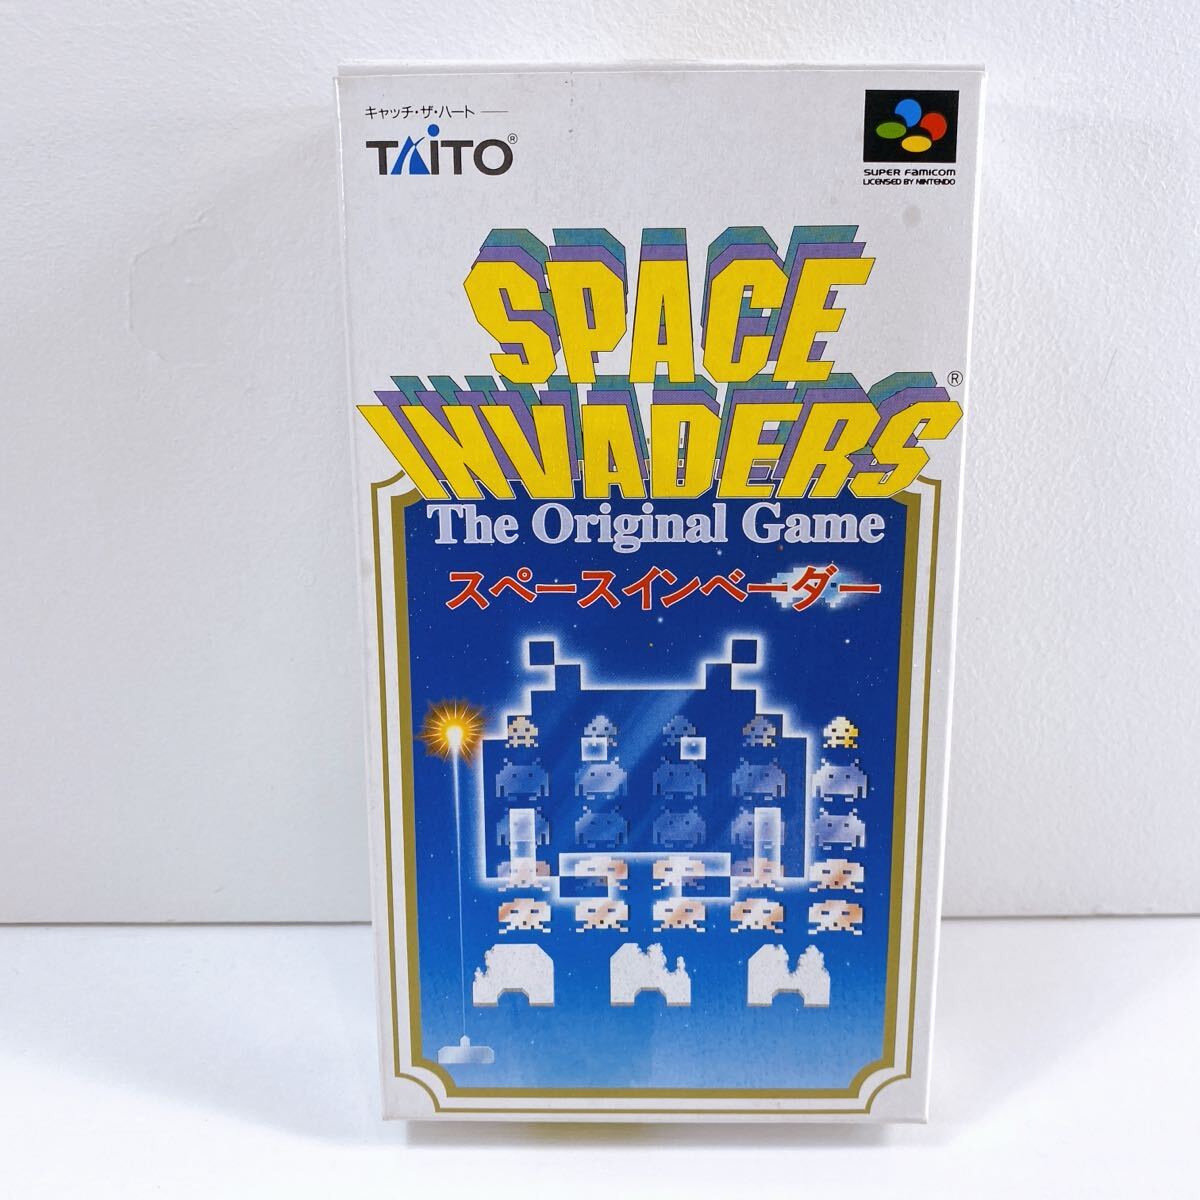 キャッチ・ザ・ハート
TAITO®
SUPER FAMICOM
LICENSED BY NINTENDO
SPACE
INVADERS®
The Original Game
スペースインベーダー